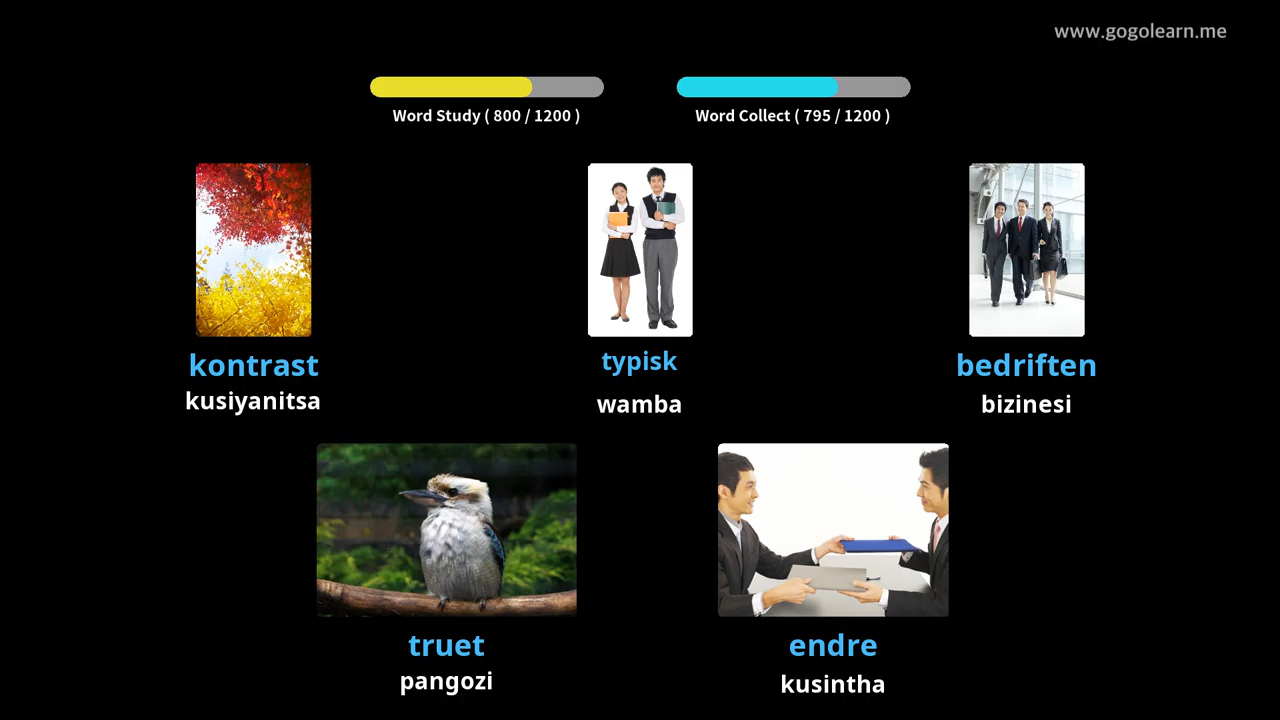 www.gogolearn.me
Word Study ( 800 / 1200 )
Word Collect ( 795 / 1200 )
kontrast
kusiyanitsa
typisk
wamba
bedriften
bizinesi
truet
pangozi
endre
kusintha